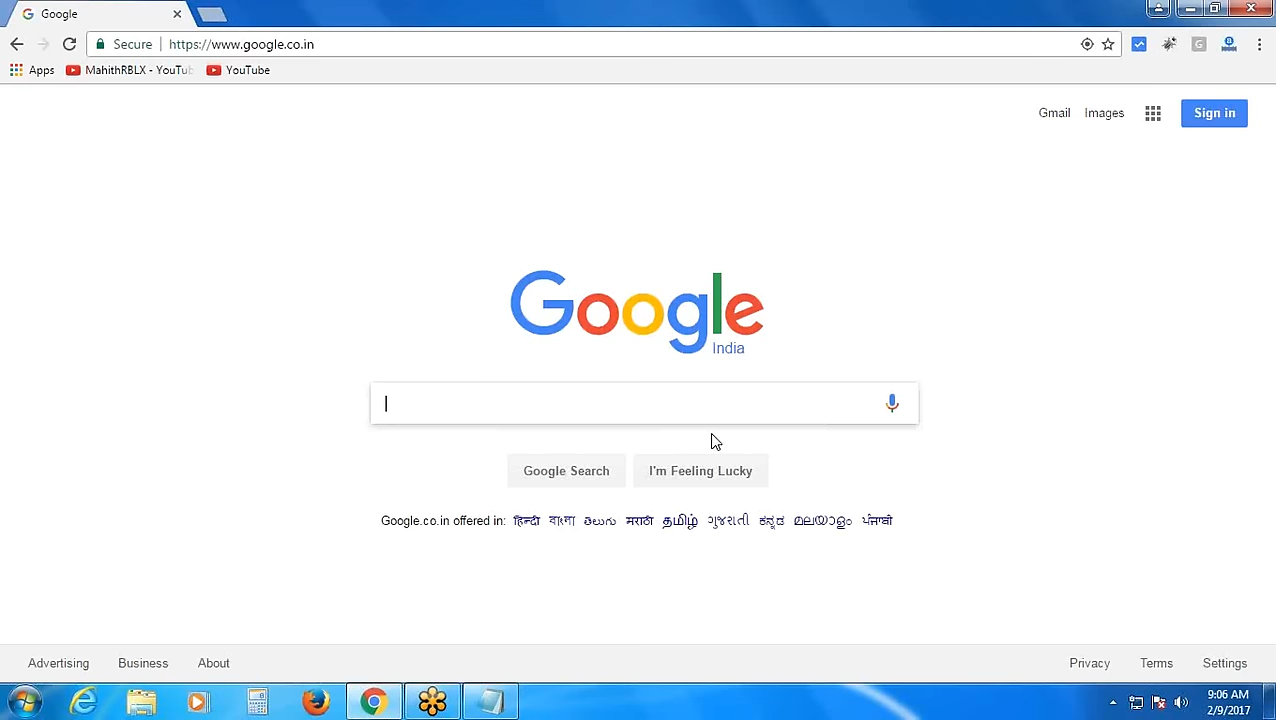 Google
Secure
https://www.google.co.in
Apps
MahithRBLX - YouTu
YouTube
Gmail
Images
Sign in
Google
India
Google Search
I'm Feeling Lucky
Google.co.in offered in: हिन्दी বাংলা తెలుగు मराठी தமிழ் ગુજરાતી ಕನ್ನಡ മലയാളം ਪੰਜਾਬੀ
Advertising
Business
About
Privacy
Terms
Settings
9:06 AM
2/9/2017